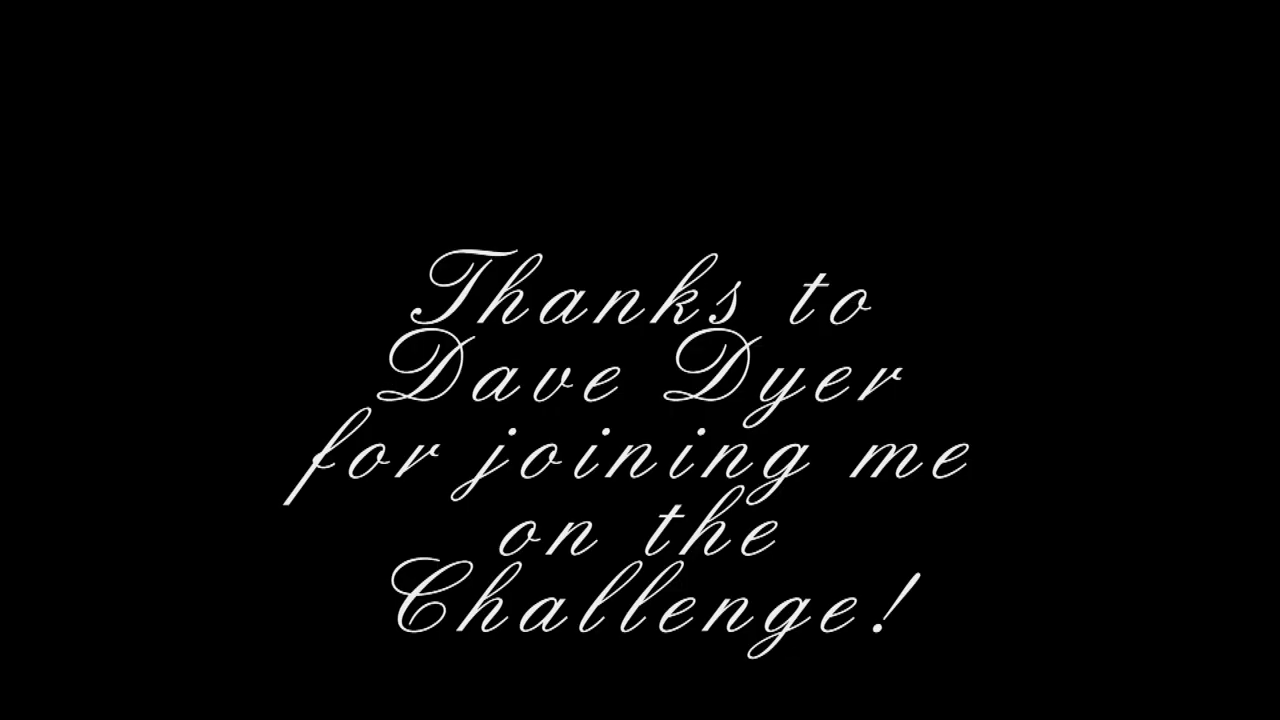 Thanks to
Dave Dyer
for joining me
on the
Challenge!